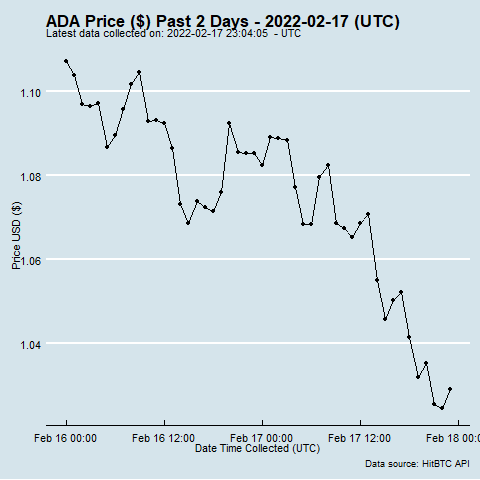 ADA Price ($) Past 2 Days - 2022-02-17 (UTC)
Latest data collected on: 2022-02-17 23:04:05 - UTC
1.10
1.08
1.06
1.04
Price USD ($)
Feb 16 00:00
Feb 16 12:00
Feb 17 00:00
Feb 17 12:00
Feb 18 00:00
Date Time Collected (UTC)
Data source: HitBTC API